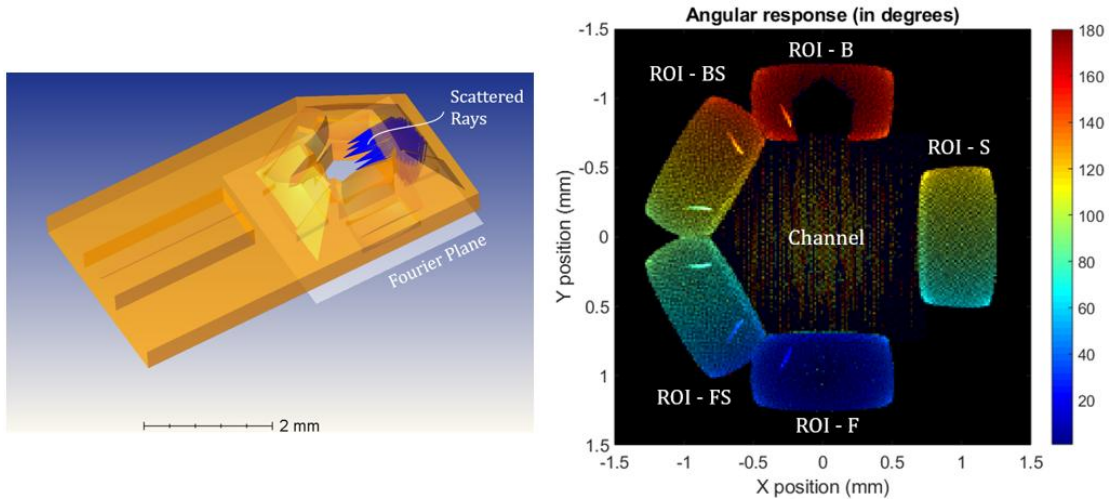 Scattered
Rays
Fourier Plane
2 mm
Angular response (in degrees)
ROI - B
ROI - BS
ROI - S
Channel
ROI - FS
ROI - F
Y position (mm)
-1.5
-1
-0.5
0
0.5
1
1.5
-1.5
-1
-0.5
0
0.5
1
1.5
X position (mm)
180
160
140
120
100
80
60
40
20